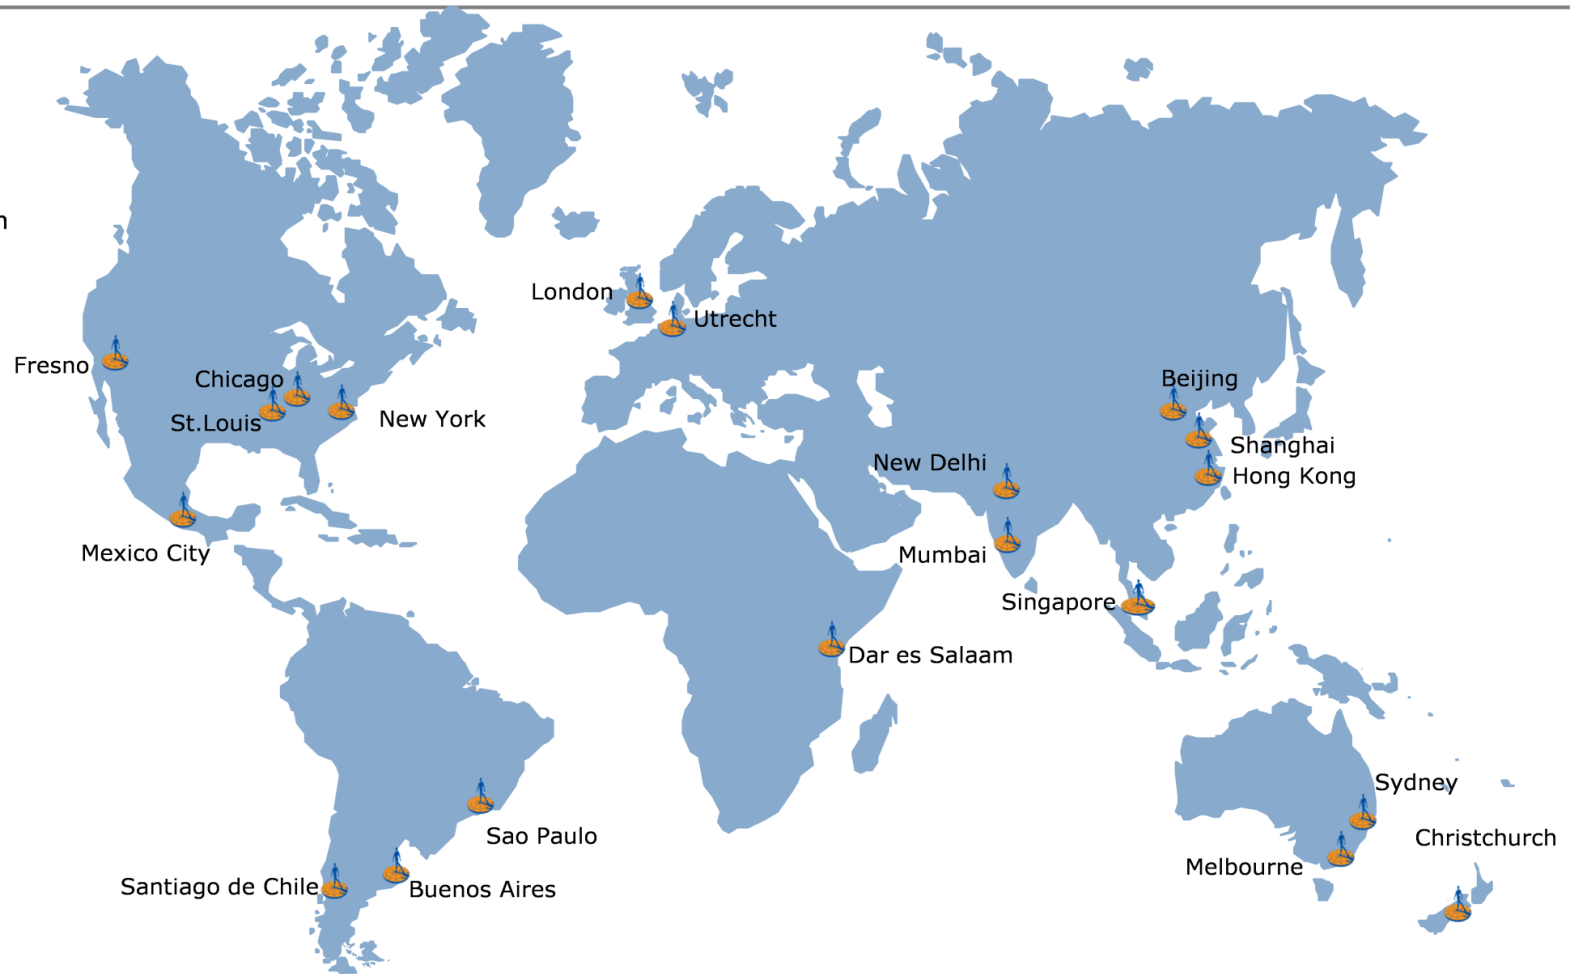 n
London
Utrecht
Fresno
Chicago
Beijing
St.Louis
New York
Shanghai
New Delhi
Hong Kong
Mexico City
Mumbai
Singapore
Dar es Salaam
Sydney
Sao Paulo
Christchurch
Melbourne
Santiago de Chile
Buenos Aires